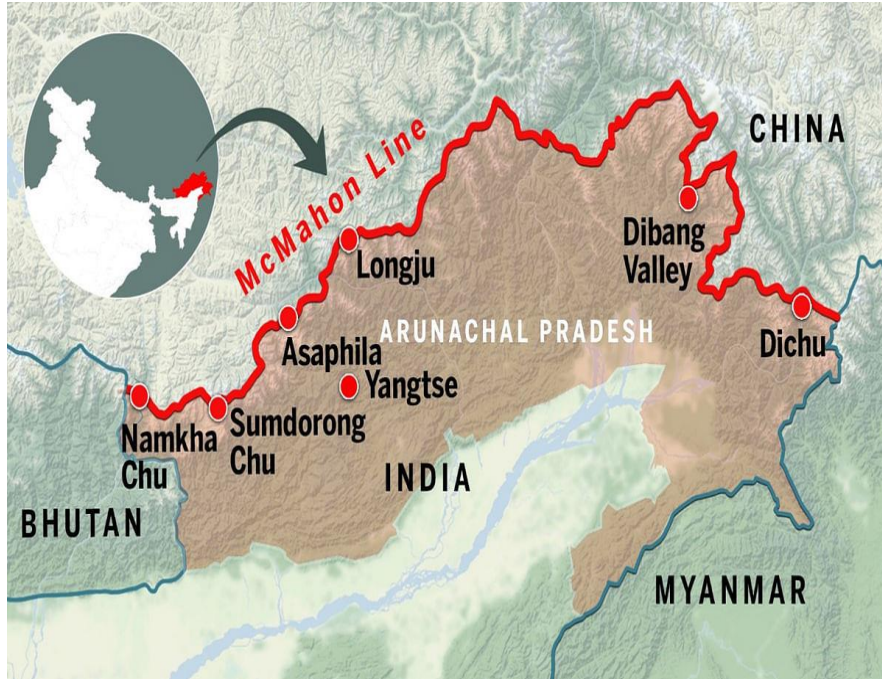 CHINA
McMahon Line
Dibang
Valley
Longju
ARUNACHAL PRADESH
Dichu
Asaphila
Yangtse
Namkha
Chu
Sumdorong
Chu
INDIA
BHUTAN
MYANMAR